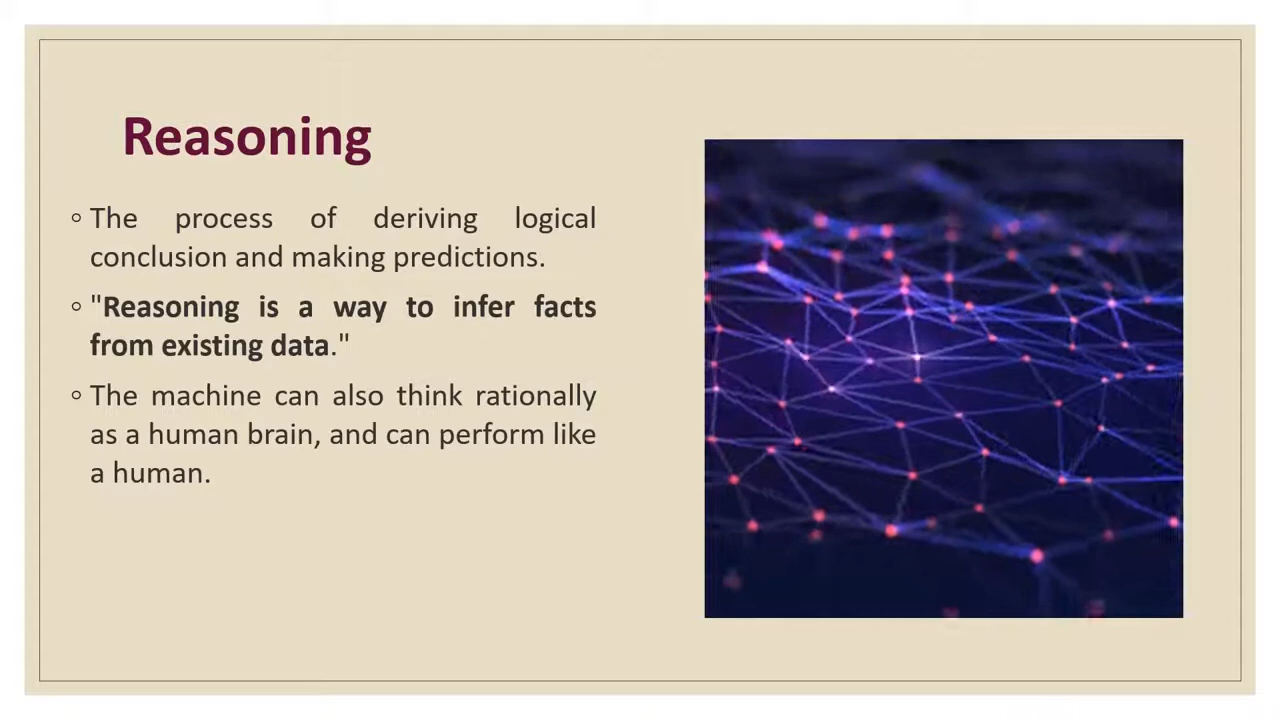 Reasoning
◦ The process of deriving logical
conclusion and making predictions.
◦ "Reasoning is a way to infer facts
from existing data."
◦ The machine can also think rationally
as a human brain, and can perform like
a human.